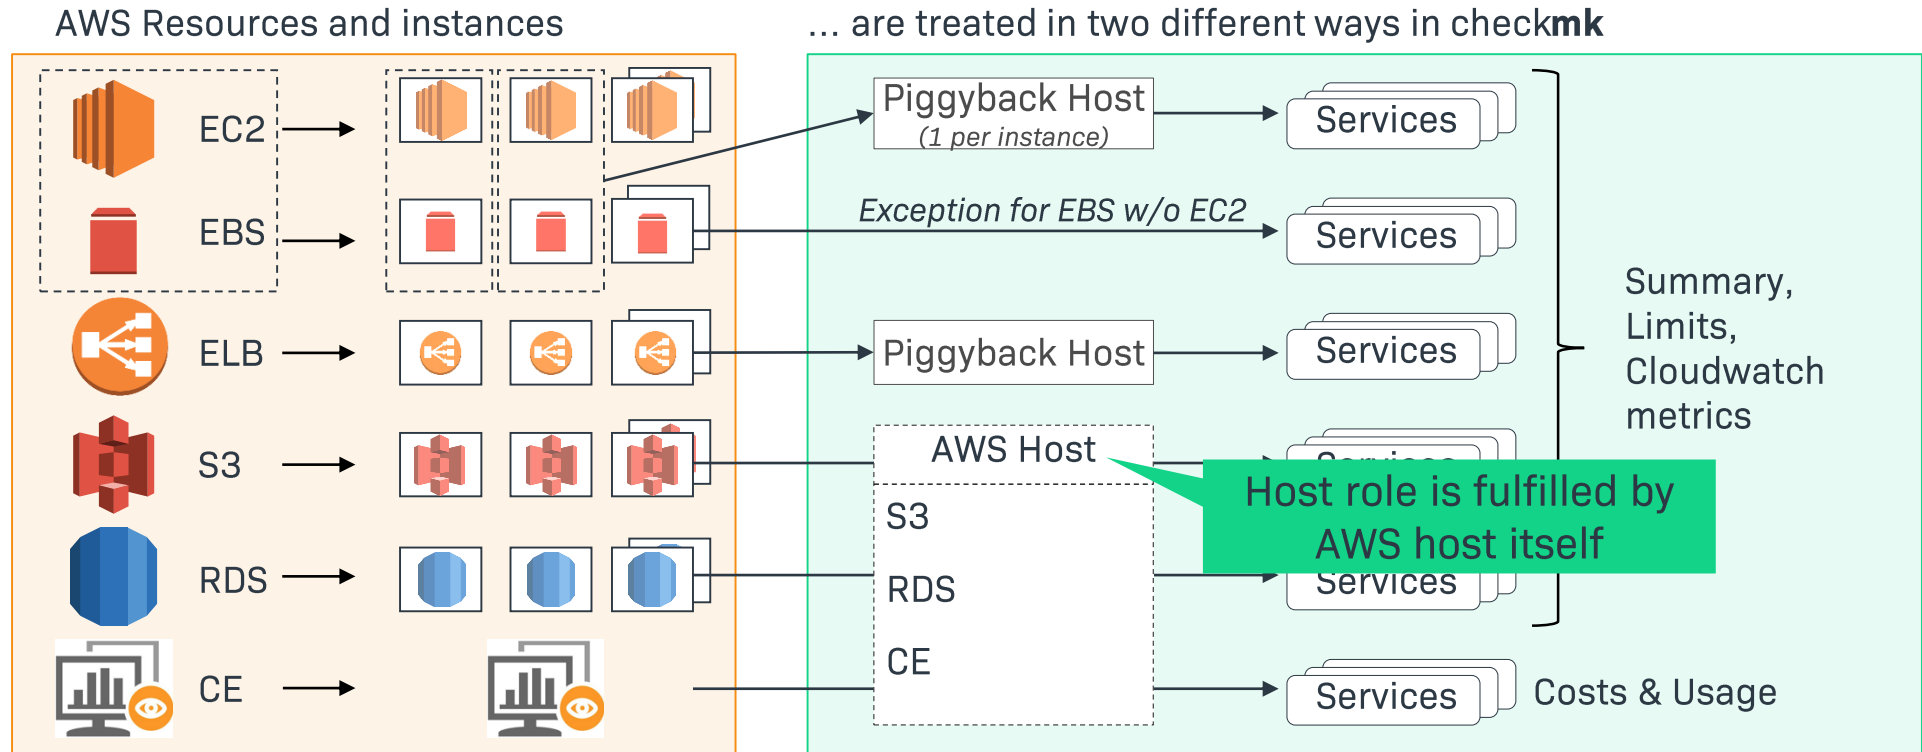 AWS Resources and instances
... are treated in two different ways in checkmk
EC2
Piggyback Host
(1 per instance)
Services
EBS
Exception for EBS w/o EC2
Services
ELB
Piggyback Host
Services
Summary,
Limits,
Cloudwatch
metrics
S3
AWS Host
Services
Host role is fulfilled by
AWS host itself
S3
RDS
RDS
Services
CE
CE
Services
Costs & Usage